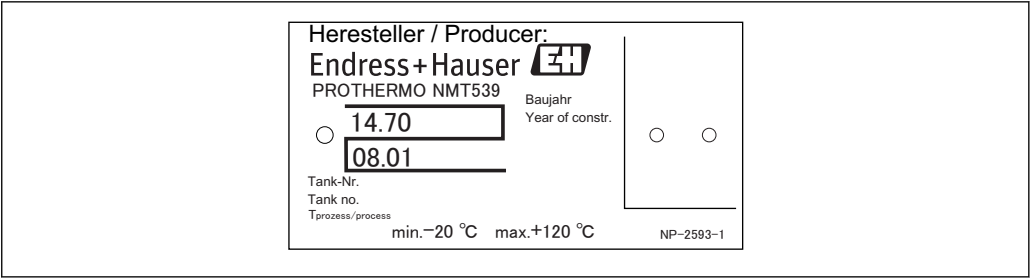 Heresteller / Producer:
Endress+Hauser EH
PROTHERMO NMT539
Baujahr
Year of constr.
14.70
08.01
Tank-Nr.
Tank no.
Tprozess/process
min.-20 ℃ max.+120 ℃
NP-2593-1